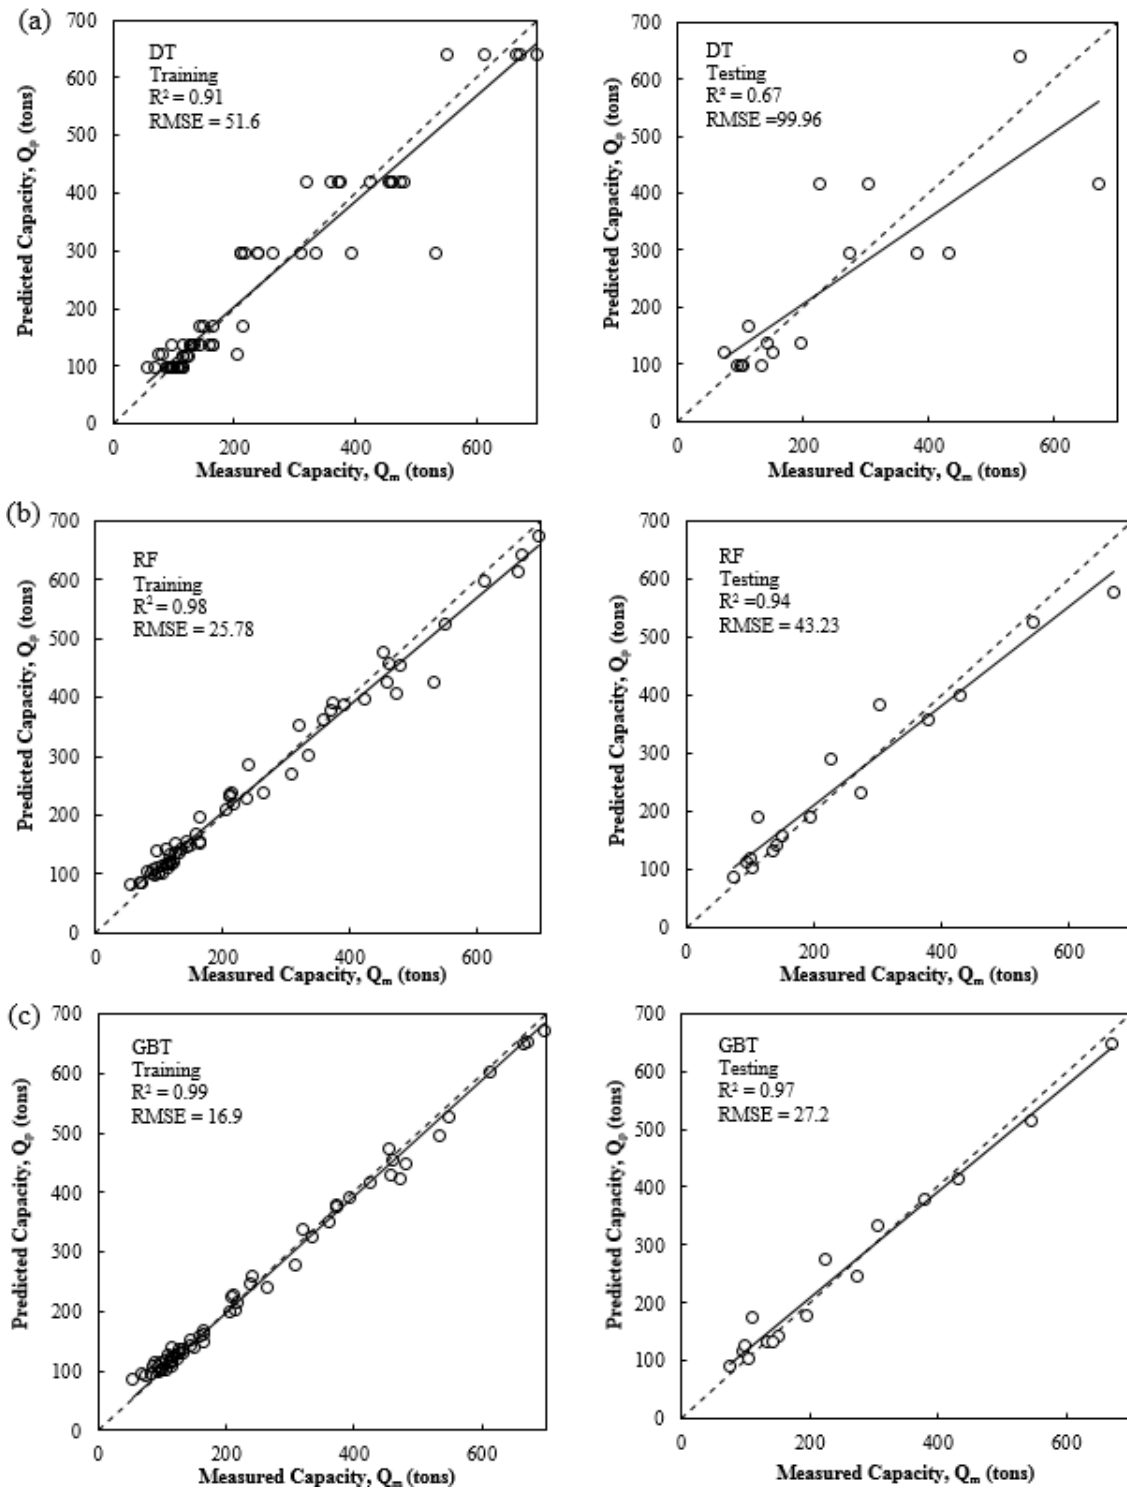 (a)
700
600
500
400
300
200
100
0
Predicted Capacity, Qp (tons)
DT
Training
R² = 0.91
RMSE = 51.6
0 200 400 600
Measured Capacity, Qm (tons)
700
600
500
400
300
200
100
0
Predicted Capacity, Qp (tons)
DT
Testing
R² = 0.67
RMSE =99.96
0 200 400 600
Measured Capacity, Qm (tons)
(b)
700
600
500
400
300
200
100
0
Predicted Capacity, Qp (tons)
RF
Training
R² = 0.98
RMSE = 25.78
0 200 400 600
Measured Capacity, Qm (tons)
700
600
500
400
300
200
100
0
Predicted Capacity, Qp (tons)
RF
Testing
R² =0.94
RMSE = 43.23
0 200 400 600
Measured Capacity, Qm (tons)
(c)
700
600
500
400
300
200
100
0
Predicted Capacity, Qp (tons)
GBT
Training
R² = 0.99
RMSE = 16.9
0 200 400 600
Measured Capacity, Qm (tons)
700
600
500
400
300
200
100
0
Predicted Capacity, Qp (tons)
GBT
Testing
R² = 0.97
RMSE = 27.2
0 200 400 600
Measured Capacity, Qm (tons)